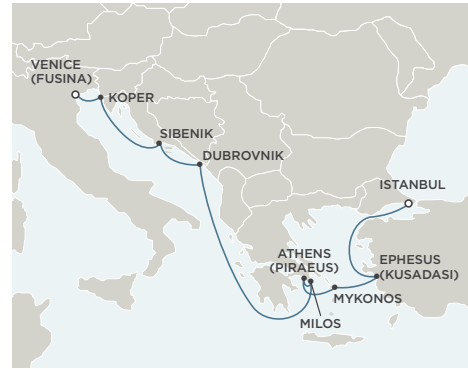 VENICE
(FUSINA)
KOPER
SIBENIK
DUBROVNIK
ISTANBUL
ATHENS
(PIRAEUS)
EPHESUS
(KUSADASI)
MYKONOS
MILOS